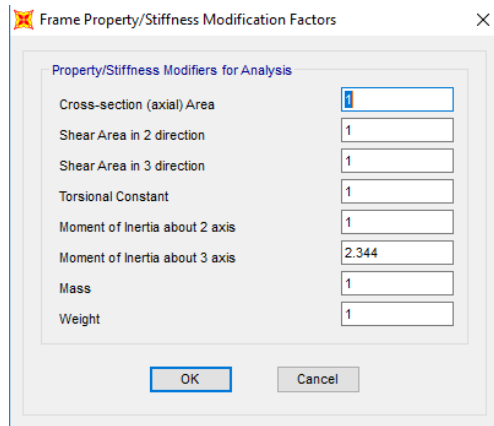 Frame Property/Stiffness Modification Factors
Property/Stiffness Modifiers for Analysis
Cross-section (axial) Area 1
Shear Area in 2 direction 1
Shear Area in 3 direction 1
Torsional Constant 1
Moment of Inertia about 2 axis 1
Moment of Inertia about 3 axis 2.344
Mass 1
Weight 1
OK Cancel